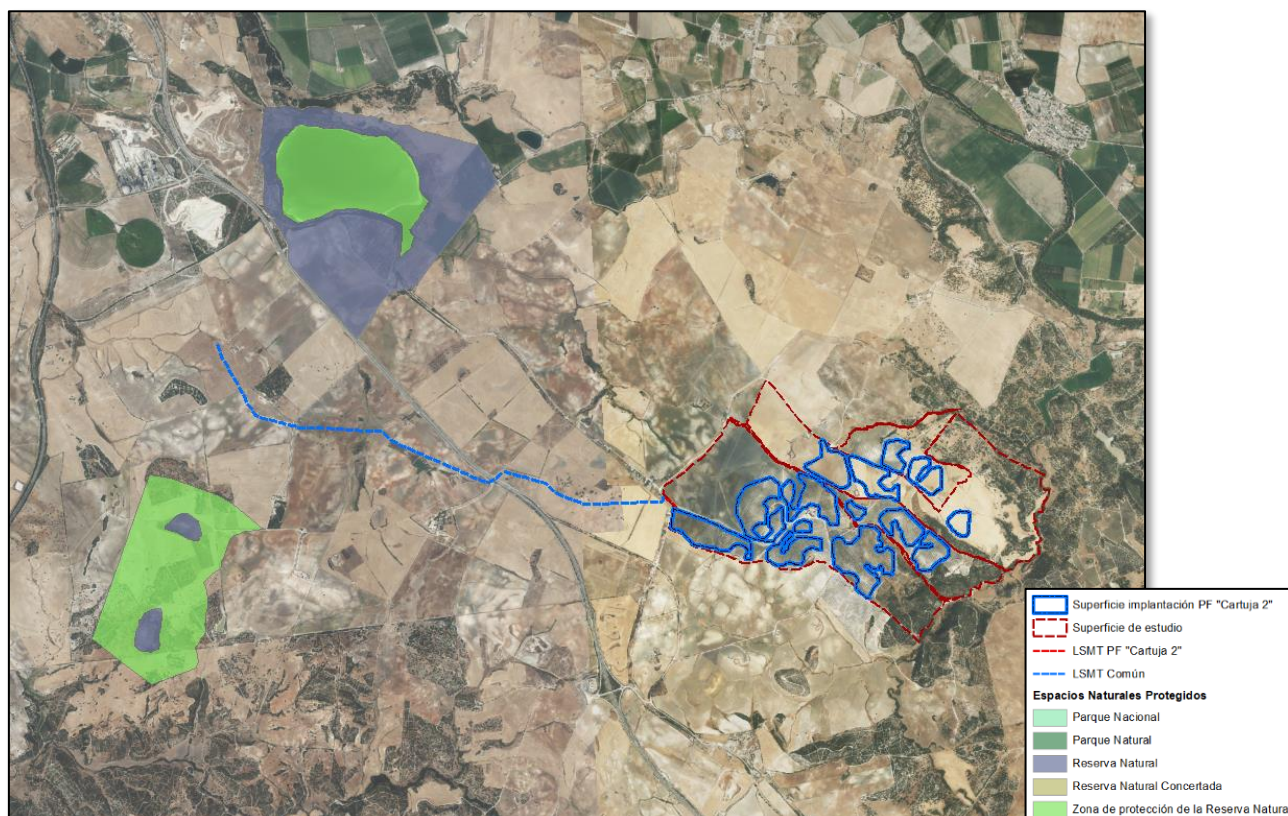 Superficie implantación PF "Cartuja 2"
Superficie de estudio
LSMT PF "Cartuja 2"
LSMT Común
Espacios Naturales Protegidos
Parque Nacional
Parque Natural
Reserva Natural
Reserva Natural Concertada
Zona de protección de la Reserva Natural